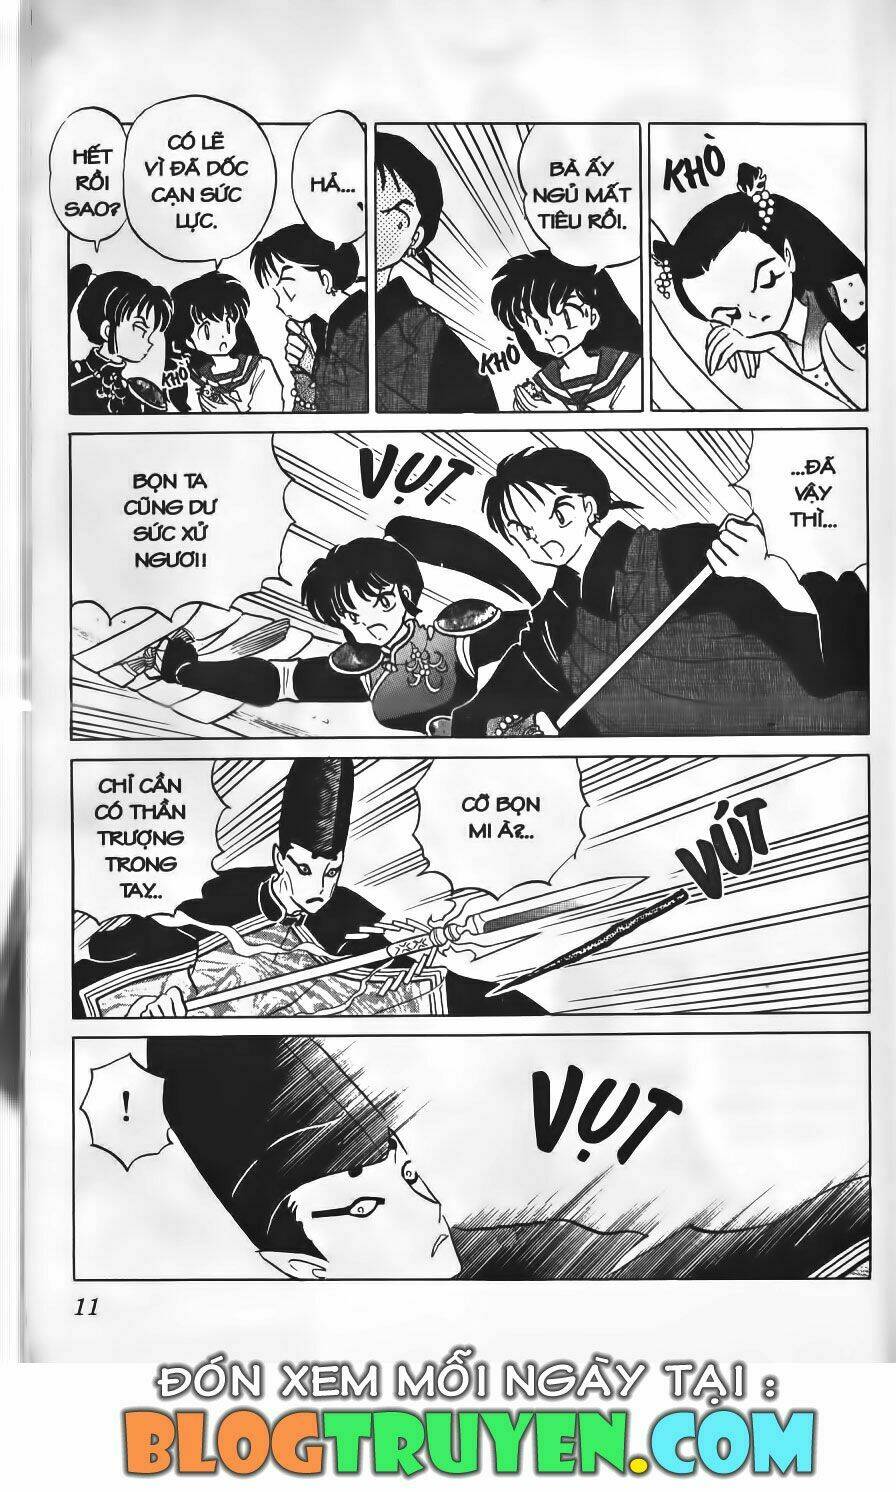 KHÒ
BÀ ẤY
NGỦ MẤT
TIÊU RỒI.
KHÒ
HẢ...
CÓ LẼ
VÌ ĐÃ DỐC
CẠN SỨC
LỰC.
HẾT
RỒI
SAO?
KHÒ
...ĐÃ
VẬY
THÌ...
VỤT
BỌN TA
CŨNG DƯ
SỨC XỬ
NGƯƠI!
VÚT
CỠ BỌN
MI À?..
CHỈ CẦN
CÓ THẦN
TRƯỢNG
TRONG
TAY...
VỤT
!
11
ĐÓN XEM MỖI NGÀY TẠI :
BLOGTRUYEN.COM